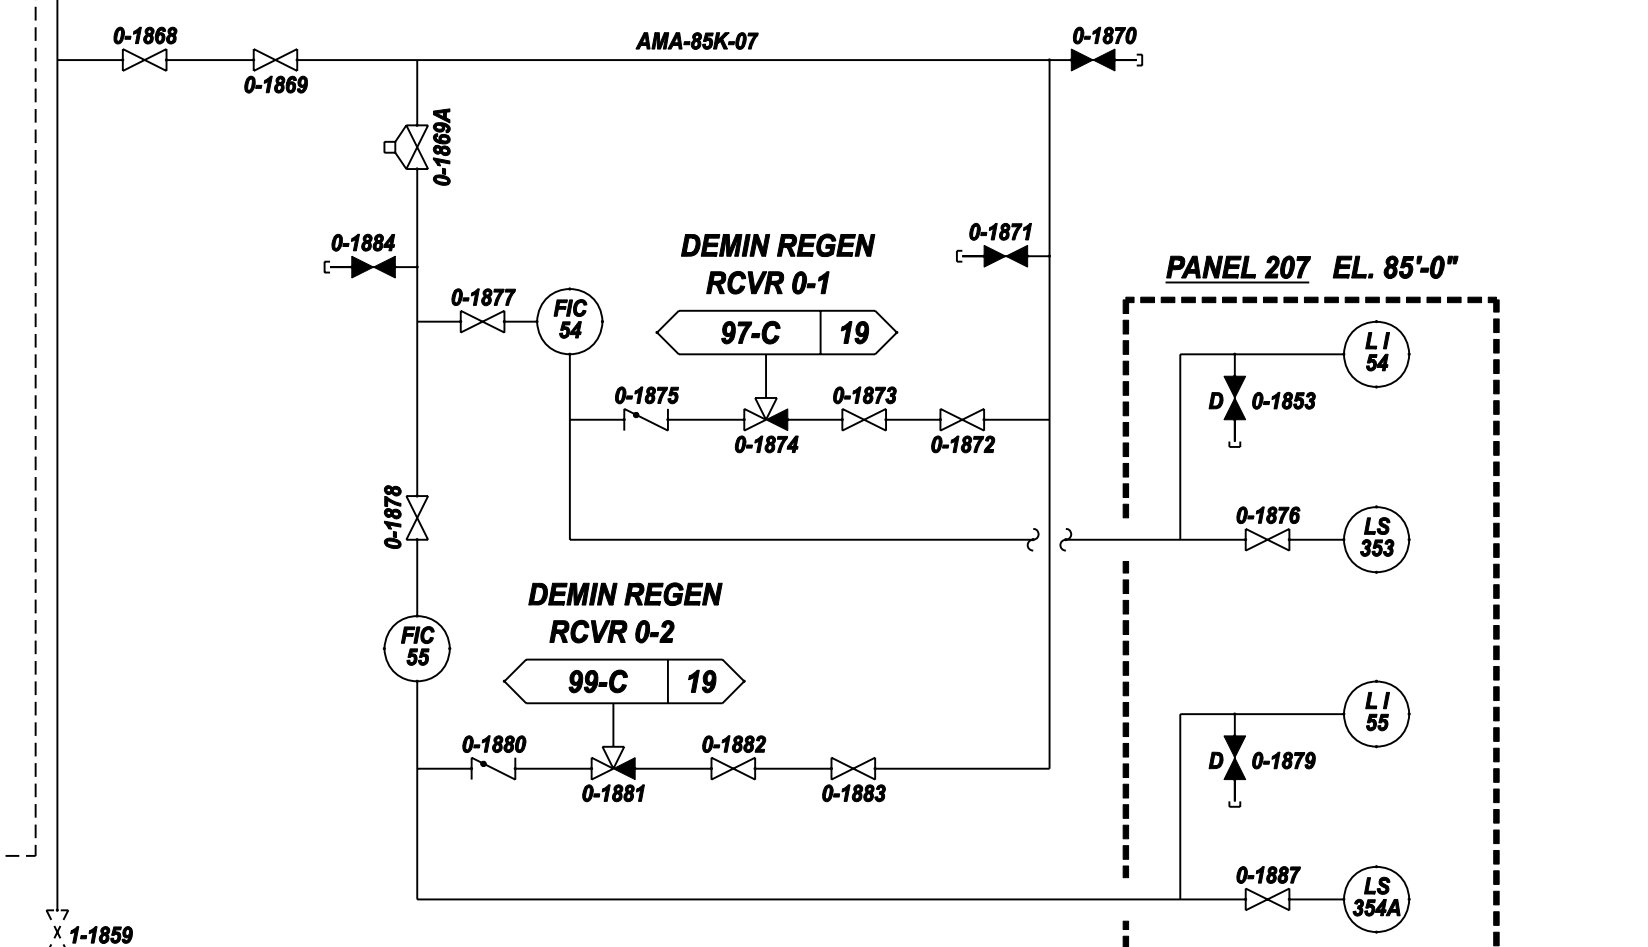 0-1868
AMA-85K-07
0-1870
0-1869
0-1869A
0-1884
0-1871
DEMIN REGEN
RCVR 0-1
PANEL 207 EL. 85'-0"
0-1877
FIC
54
97-C 19
L I
54
0-1875
0-1873
D 0-1853
0-1874
0-1872
0-1878
0-1876
LS
353
DEMIN REGEN
RCVR 0-2
FIC
55
99-C 19
L I
55
0-1880
0-1882
D 0-1879
0-1881
0-1883
0-1887
LS
354A
1-1859